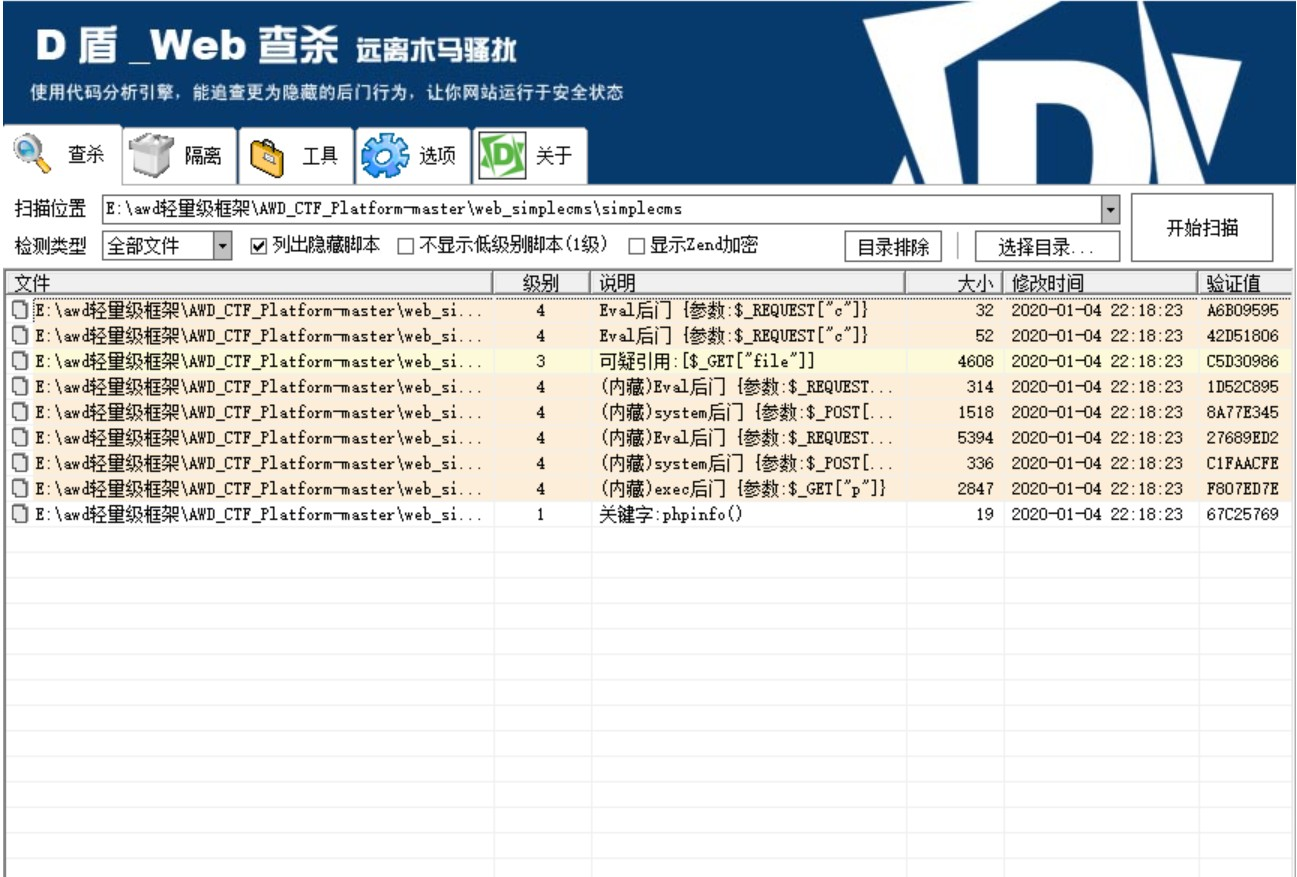 D盾_Web查杀 远离木马骚扰
使用代码分析引擎，能追查更为隐藏的后门行为，让你网站运行于安全状态
查杀 隔离 工具 选项 关于
扫描位置 E:\awd轻量级框架\AWD_CTF_Platform-master\web_simplecms\simplecms 开始扫描
检测类型 全部文件 列出隐藏脚本 不显示低级别脚本(1级) 显示Zend加密 目录排除 选择目录...
文件 级别 说明 大小 修改时间 验证值
E:\awd轻量级框架\AWD_CTF_Platform-master\web_si... 4 Eval后门 {参数:$_REQUEST["c"]} 32 2020-01-04 22:18:23 A6B09595
E:\awd轻量级框架\AWD_CTF_Platform-master\web_si... 4 Eval后门 {参数:$_REQUEST["c"]} 52 2020-01-04 22:18:23 42D51806
E:\awd轻量级框架\AWD_CTF_Platform-master\web_si... 3 可疑引用:[$_GET["file"]] 4608 2020-01-04 22:18:23 C5D30986
E:\awd轻量级框架\AWD_CTF_Platform-master\web_si... 4 (内藏)Eval后门 {参数:$_REQUEST... 314 2020-01-04 22:18:23 1D52C895
E:\awd轻量级框架\AWD_CTF_Platform-master\web_si... 4 (内藏)system后门 {参数:$_POST[... 1518 2020-01-04 22:18:23 8A77E345
E:\awd轻量级框架\AWD_CTF_Platform-master\web_si... 4 (内藏)Eval后门 {参数:$_REQUEST... 5394 2020-01-04 22:18:23 27689ED2
E:\awd轻量级框架\AWD_CTF_Platform-master\web_si... 4 (内藏)system后门 {参数:$_POST[... 336 2020-01-04 22:18:23 C1FAACFE
E:\awd轻量级框架\AWD_CTF_Platform-master\web_si... 4 (内藏)exec后门 {参数:$_GET["p"]} 2847 2020-01-04 22:18:23 F807ED7E
E:\awd轻量级框架\AWD_CTF_Platform-master\web_si... 1 关键字:phpinfo() 19 2020-01-04 22:18:23 67C25769